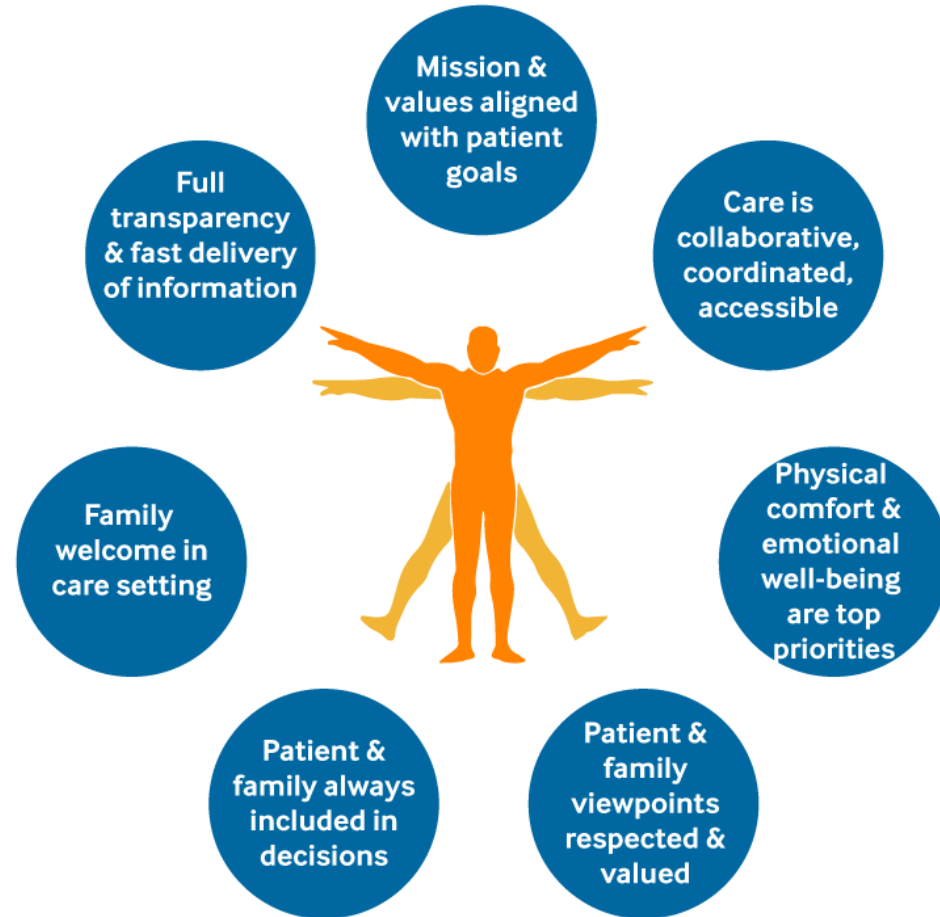 Mission &
values aligned
with patient
goals
Care is
collaborative,
coordinated,
accessible
Physical
comfort &
emotional
well-being
are top
priorities
Patient &
family
viewpoints
respected &
valued
Patient &
family always
included in
decisions
Family
welcome in
care setting
Full
transparency
& fast delivery
of information